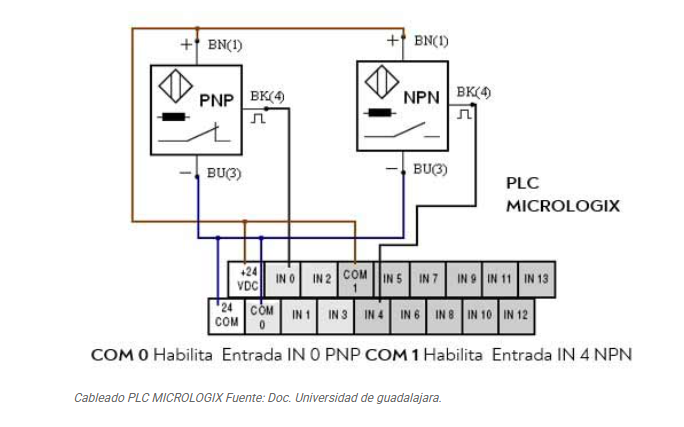 + BN(1)
+ BN(1)
PNP
BK(4)
NPN
BK(4)
− BU(3)
− BU(3)
PLC
MICROLOGIX
+24 VDC IN 0 IN 2 COM 1 IN 5 IN 7 IN 9 IN 11 IN 13
24 COM COM 0 IN 1 IN 3 IN 4 IN 6 IN 8 IN 10 IN 12
COM 0 Habilita Entrada IN 0 PNP COM 1 Habilita Entrada IN 4 NPN
Cableado PLC MICROLOGIX Fuente: Doc. Universidad de guadalajara.